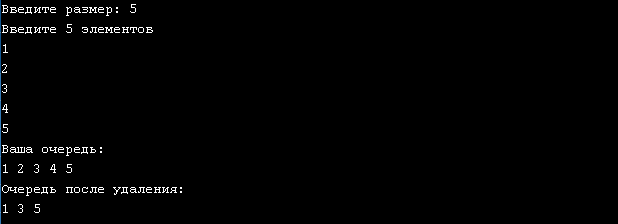 Введите размер: 5
Введите 5 элементов
1
2
3
4
5
Ваша очередь:
1 2 3 4 5
Очередь после удаления:
1 3 5